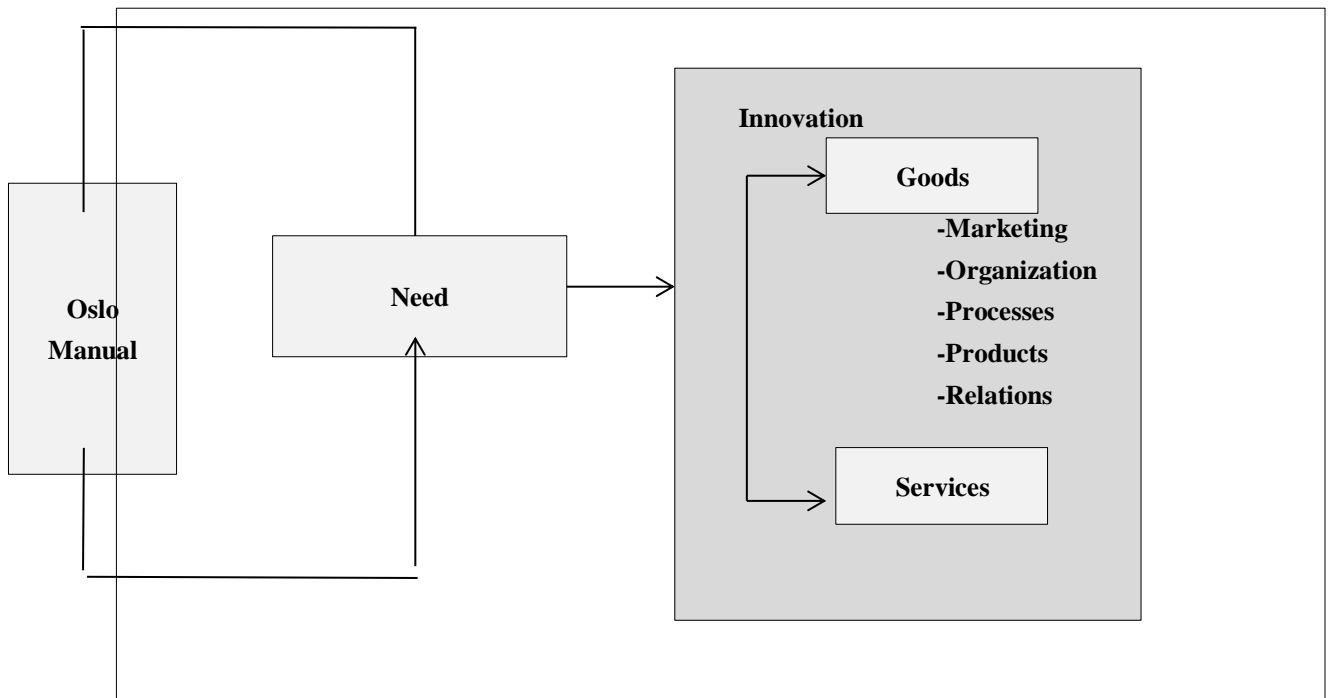 Oslo
Manual
Need
Innovation
Goods
-Marketing
-Organization
-Processes
-Products
-Relations
Services